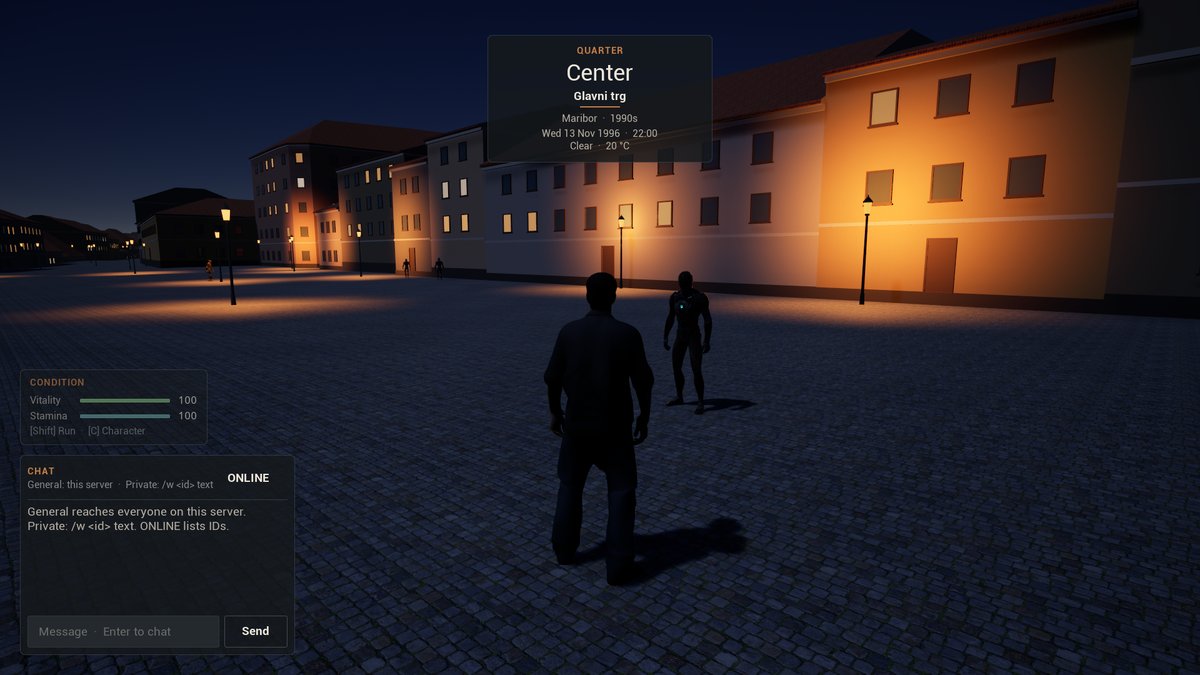 QUARTER
Center
Glavni trg
Maribor · 1990s
Wed 13 Nov 1996 · 22:00
Clear · 20 °C
CONDITION
Vitality 100
Stamina 100
[Shift] Run · [C] Character
CHAT
General: this server · Private: /w <id> text
ONLINE
General reaches everyone on this server.
Private: /w <id> text. ONLINE lists IDs.
Message · Enter to chat
Send